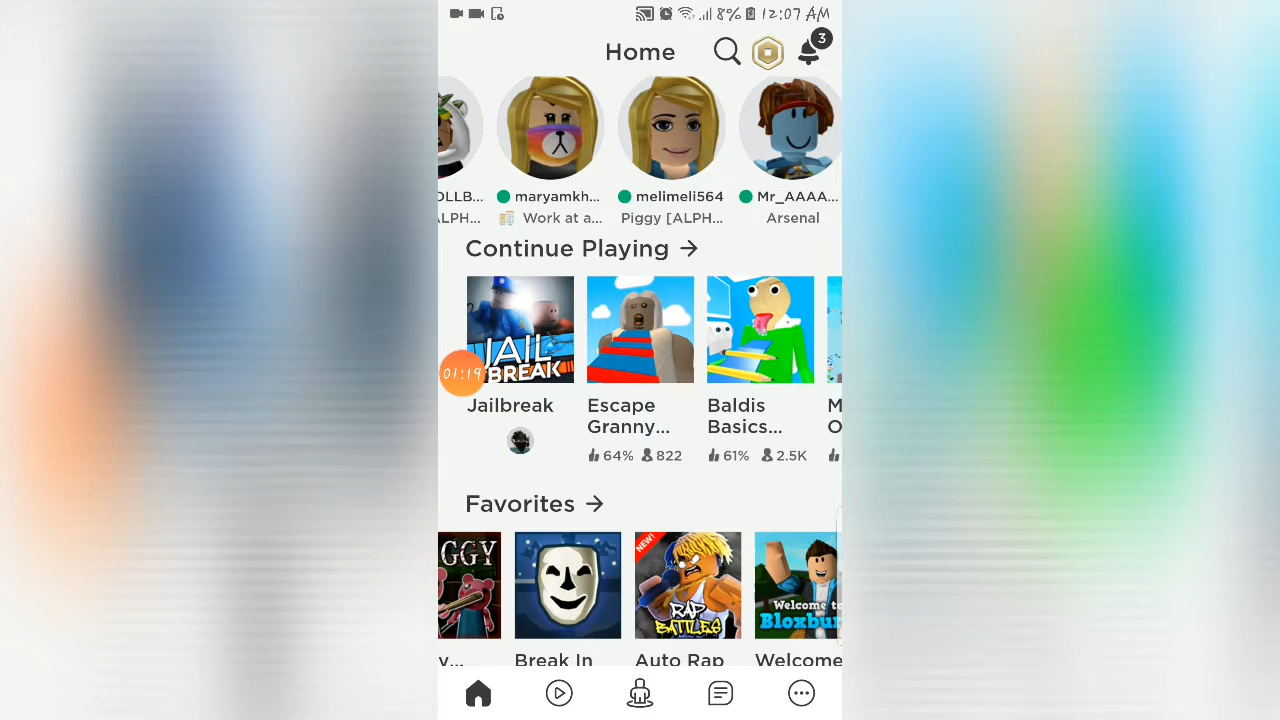 8% 12:07 AM
Home
3
OLLB... maryamkh... melimeli564 Mr_AAAA...
ALPH... Work at a... Piggy [ALPH... Arsenal
Continue Playing →
JAIL
BREAK
01:19
Jailbreak Escape Baldis M
Granny... Basics... O
64% 822 61% 2.5K
Favorites →
GGY NEW! RAP BATTLES Welcome to Bloxbur
y... Break In Auto Rap Welcome